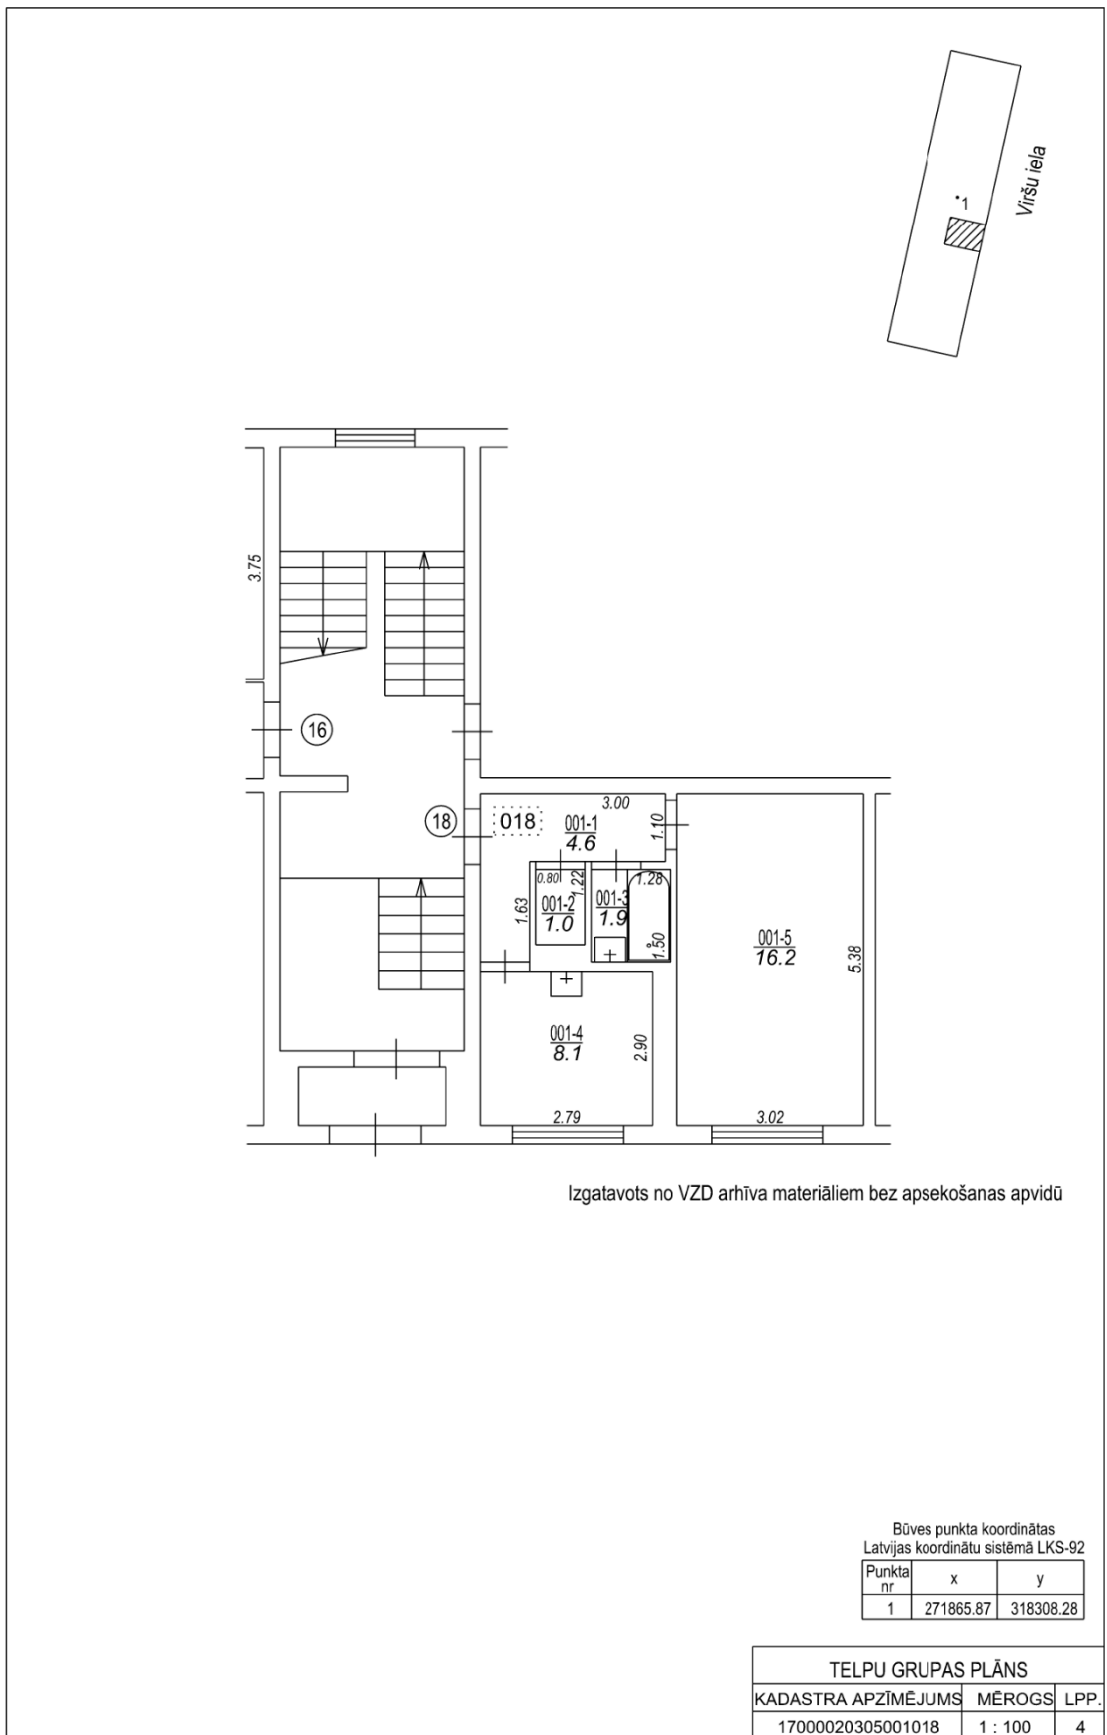 Viršu iela
1
3.75
16
18
018
3.00
001-1
4.6
1.10
0.80
1.22
1.28
1.63
001-2
1.0
001-3
1.9
1.50
001-5
16.2
5.38
001-4
8.1
2.90
2.79
3.02
Izgatavots no VZD arhīva materiāliem bez apsekošanas apvidū
Būves punkta koordinātas
Latvijas koordinātu sistēmā LKS-92
Punkta nr x y
1 271865.87 318308.28
TELPU GRUPAS PLĀNS
KADASTRA APZĪMĒJUMS MĒROGS LPP.
17000020305001018 1 : 100 4